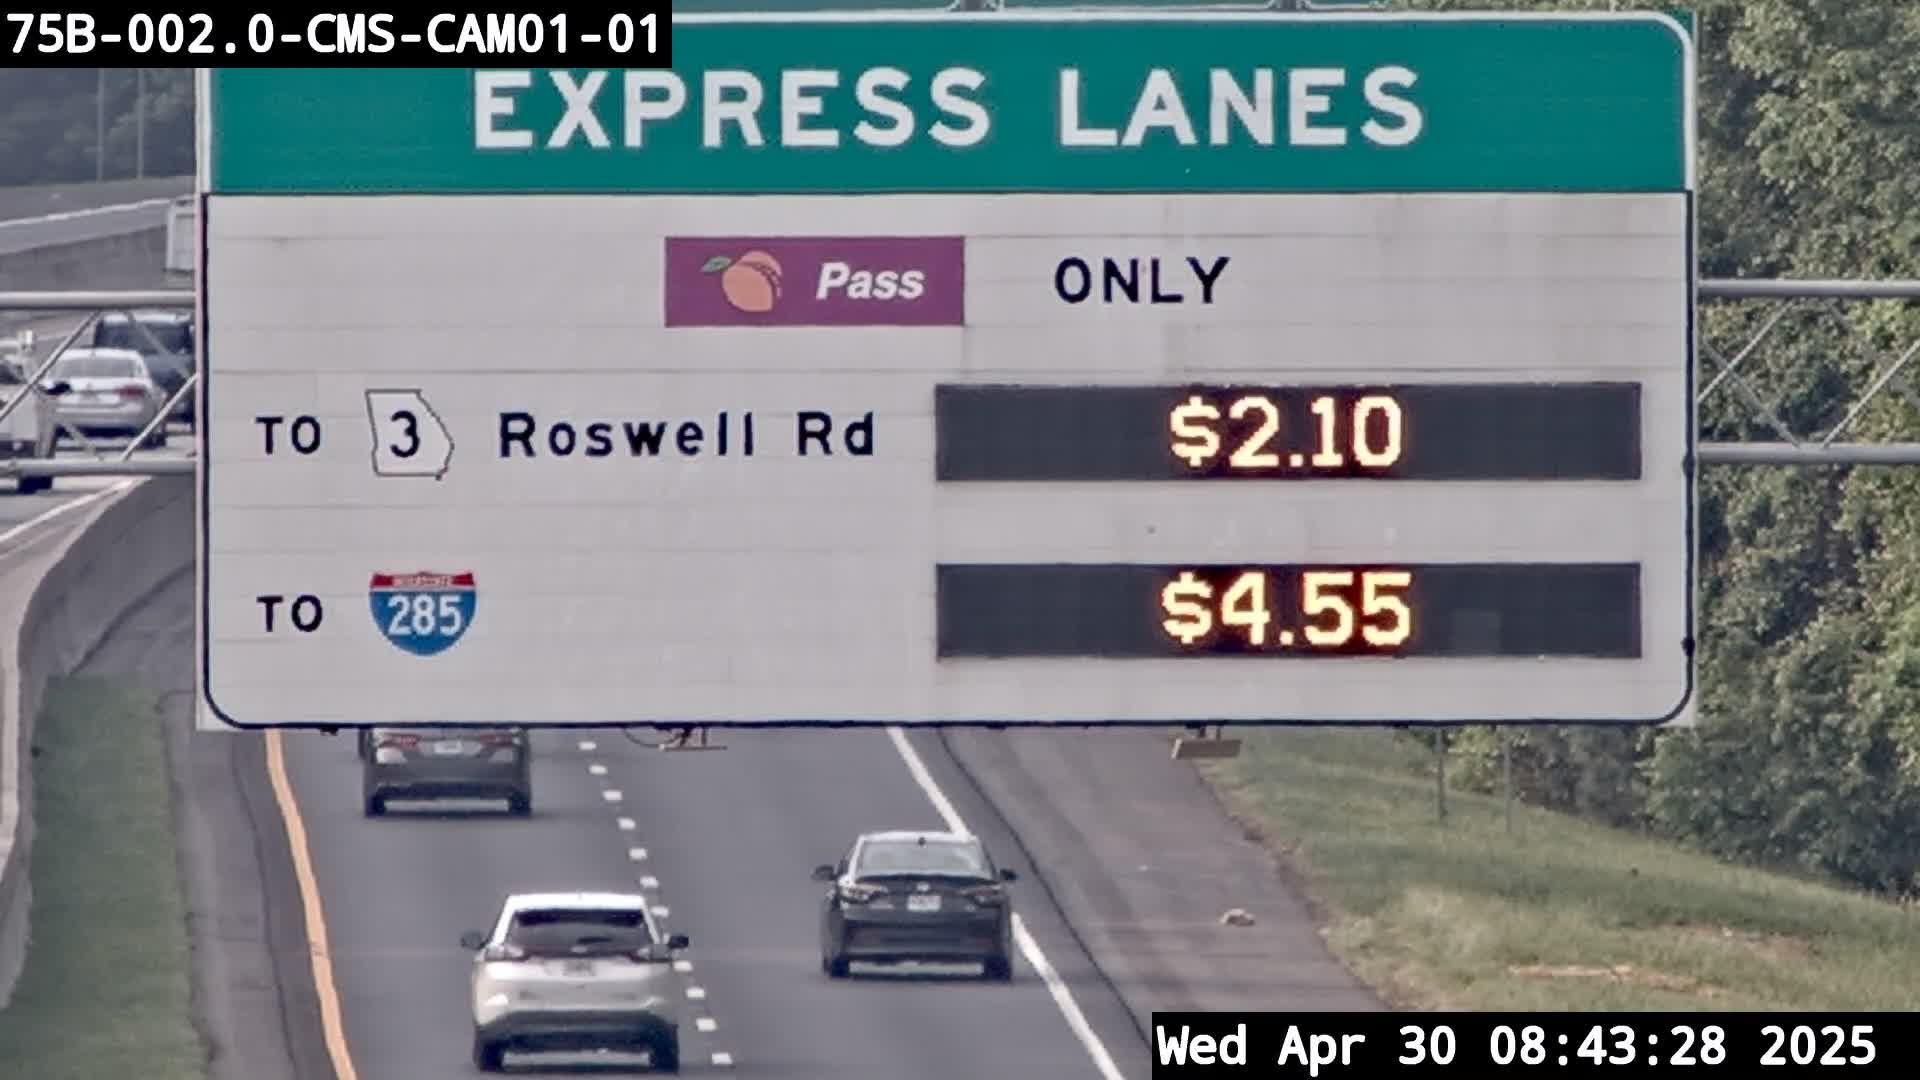 75B-002.0-CMS-CAM01-01
EXPRESS LANES
Pass ONLY
TO 3 Roswell Rd $2.10
TO INTERSTATE 285 $4.55
Wed Apr 30 08:43:28 2025